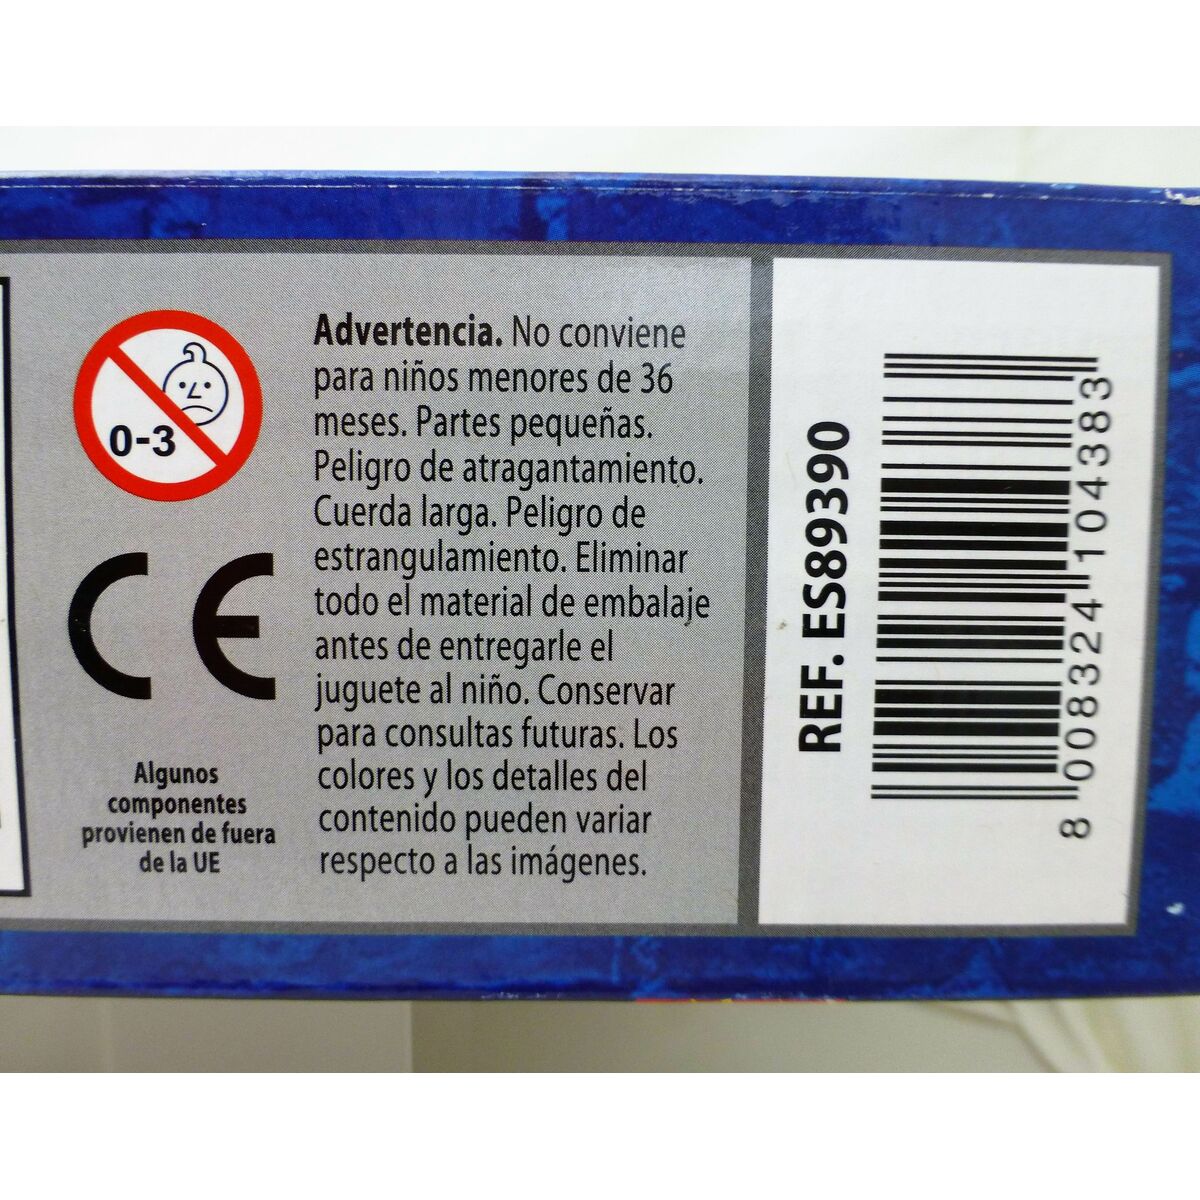 0-3
CE
Algunos
componentes
provienen de fuera
de la UE
Advertencia. No conviene
para niños menores de 36
meses. Partes pequeñas.
Peligro de atragantamiento.
Cuerda larga. Peligro de
estrangulamiento. Eliminar
todo el material de embalaje
antes de entregarle el
juguete al niño. Conservar
para consultas futuras. Los
colores y los detalles del
contenido pueden variar
respecto a las imágenes.
REF. ES89390
8 008324 104383